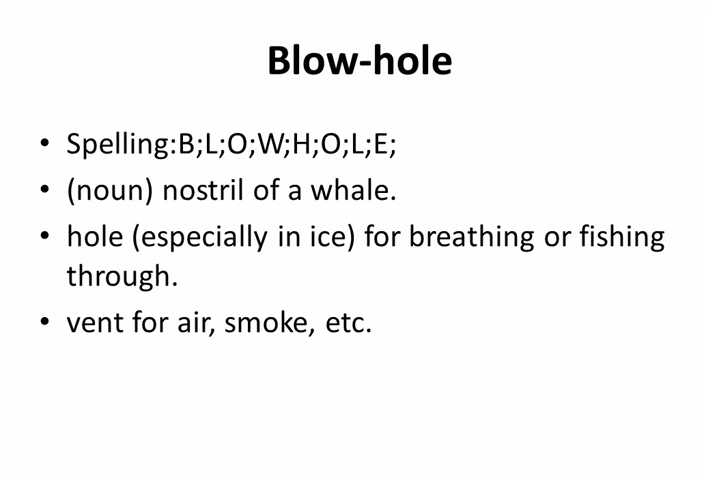 Blow-hole
• Spelling:B;L;O;W;H;O;L;E;
• (noun) nostril of a whale.
• hole (especially in ice) for breathing or fishing
through.
• vent for air, smoke, etc.